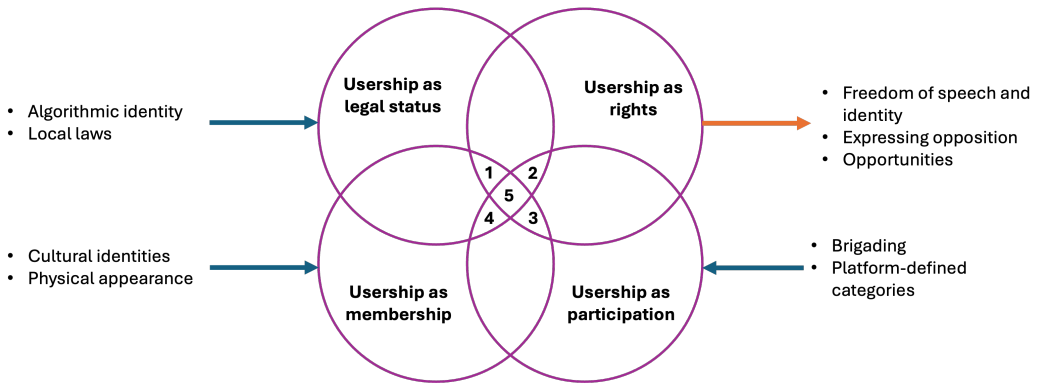 Usership as
legal status
Usership as
rights
• Algorithmic identity
• Local laws
• Freedom of speech and
identity
• Expressing opposition
• Opportunities
1 2
5
4 3
• Cultural identities
• Physical appearance
• Brigading
• Platform-defined
categories
Usership as
membership
Usership as
participation